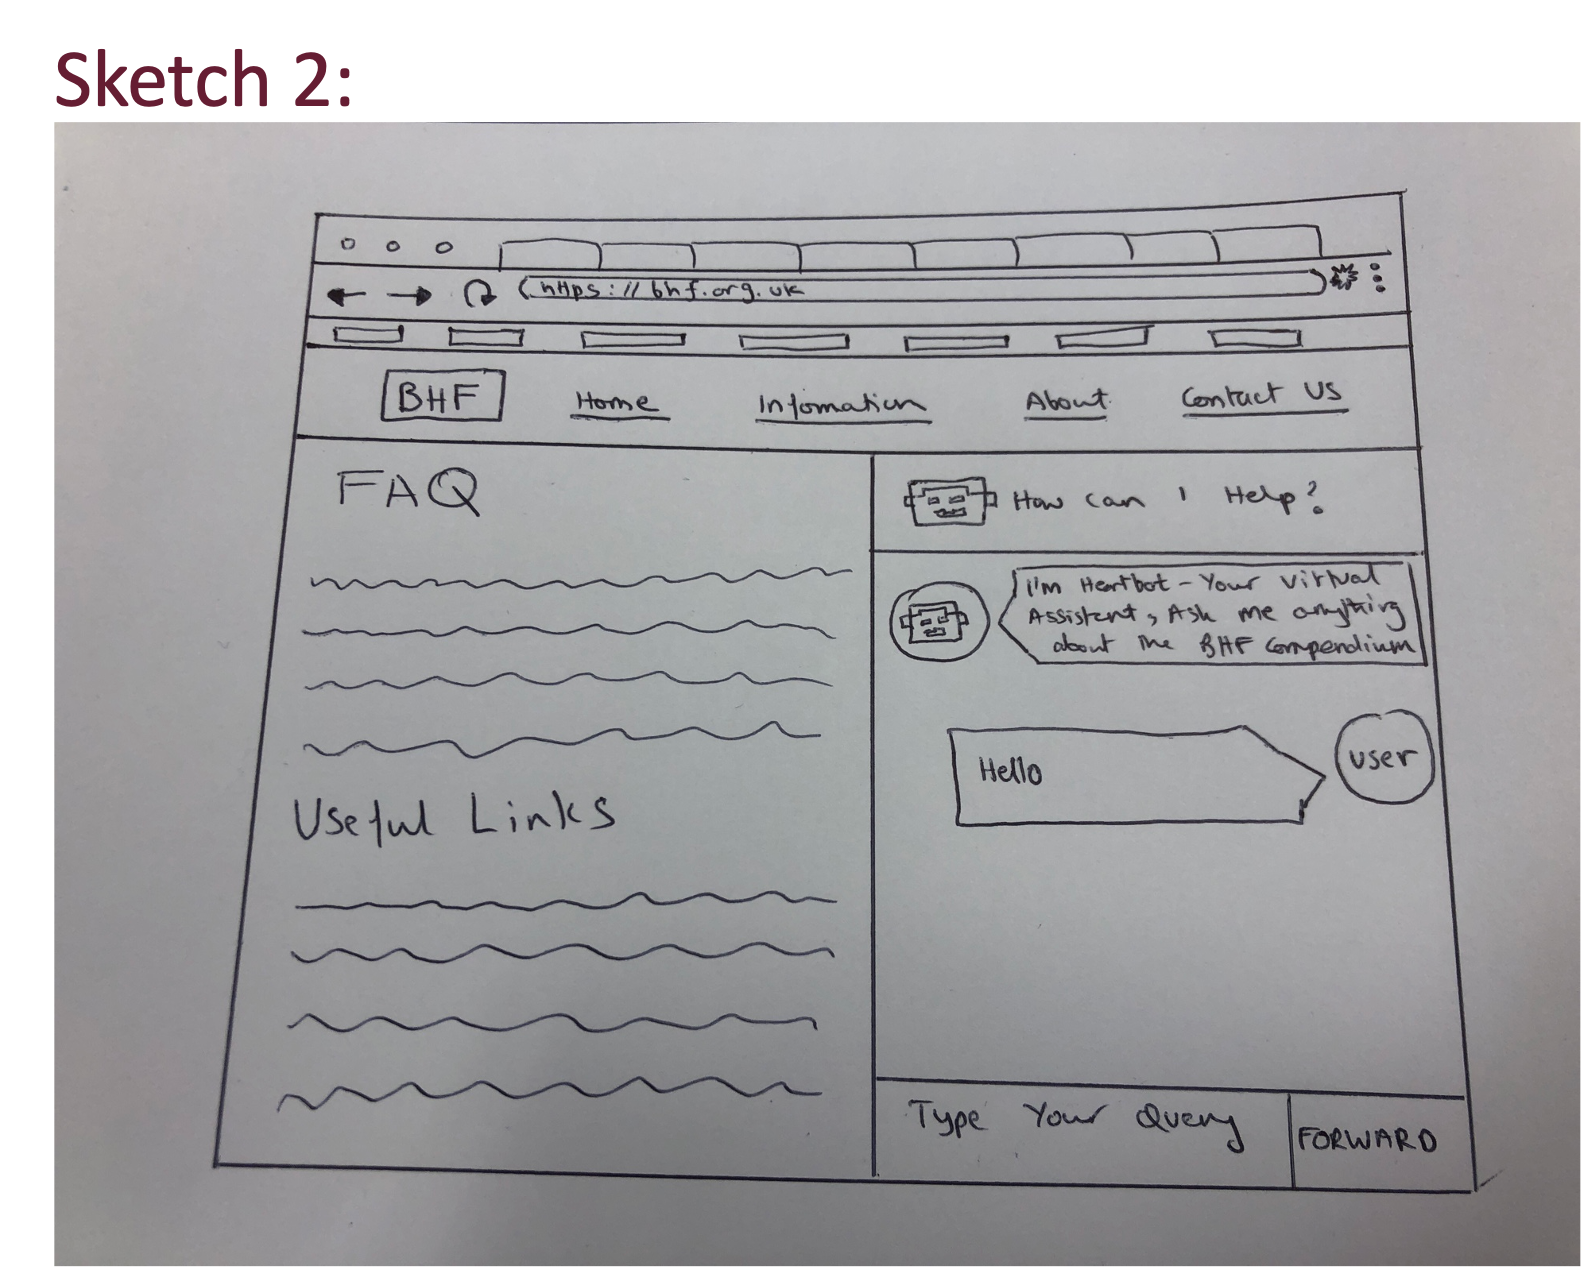 Sketch 2:
https://bhf.org.uk
BHF Home Infomation About Contact Us
FAQ
Useful Links
How can I Help?
I'm Heartbot - Your Virtual
Assistant, Ask me anything
about the BHF Compendium
Hello
user
Type Your Query
FORWARD